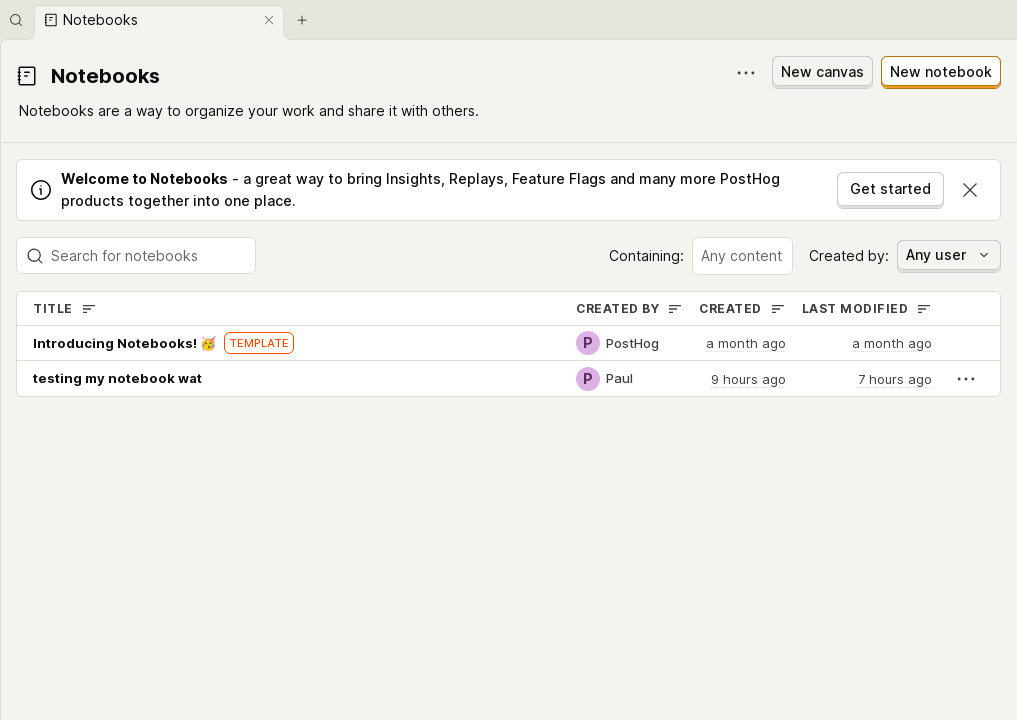 Notebooks
Notebooks
New canvas
New notebook
Notebooks are a way to organize your work and share it with others.
Welcome to Notebooks - a great way to bring Insights, Replays, Feature Flags and many more PostHog
products together into one place.
Get started
Search for notebooks
Containing:
Any content
Created by:
Any user
TITLE
CREATED BY
CREATED
LAST MODIFIED
Introducing Notebooks! 🥳 TEMPLATE
P PostHog
a month ago
a month ago
testing my notebook wat
P Paul
9 hours ago
7 hours ago